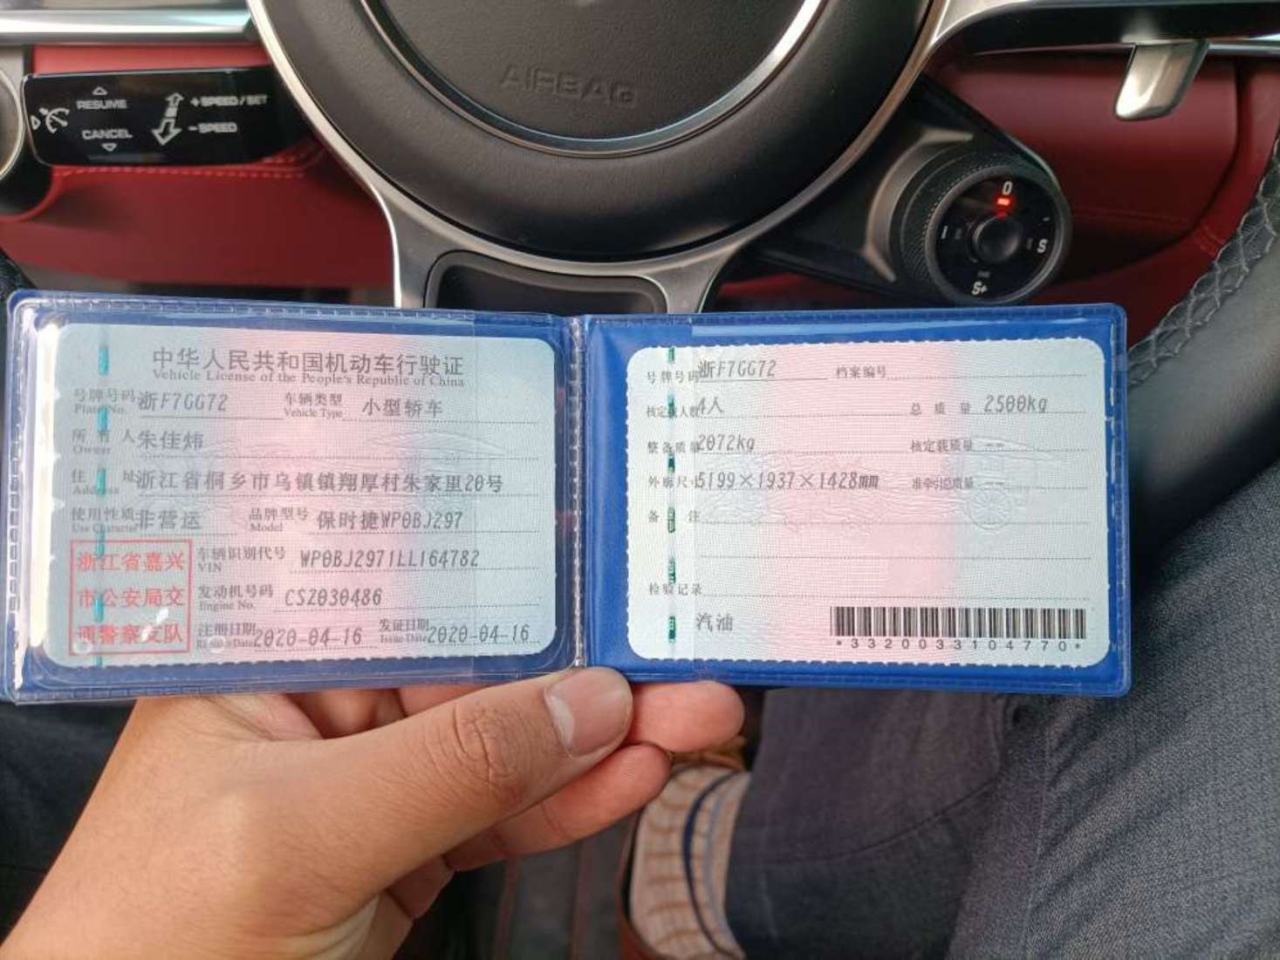 AIRBAG
RESUME
CANCEL
+ SPEED / SET
- SPEED
0
I
S
S+
中华人民共和国机动车行驶证
Vehicle License of the People's Republic of China
号牌号码 浙F7GG72 车辆类型 小型轿车
Plate No. Vehicle Type
所有人 朱佳炜
Owner
住址 浙江省桐乡市乌镇镇翔厚村朱家里20号
Address
使用性质 非营运 品牌型号 保时捷WP0BJ297
Use Character Model
浙江省嘉兴
市公安局交
通警察支队
车辆识别代号 WP0BJ2971LL164782
VIN
发动机号码 CSZ030486
Engine No.
注册日期 2020-04-16 发证日期 2020-04-16
Register Date Issue Date
号牌号码 浙F7GG72 档案编号
核定载人数 4人 总质量 2500kg
整备质量 2072kg 核定载质量 --
外廓尺寸 5199×1937×1428mm 准牵引总质量 --
备注
检验记录
汽油
*3320033104770*